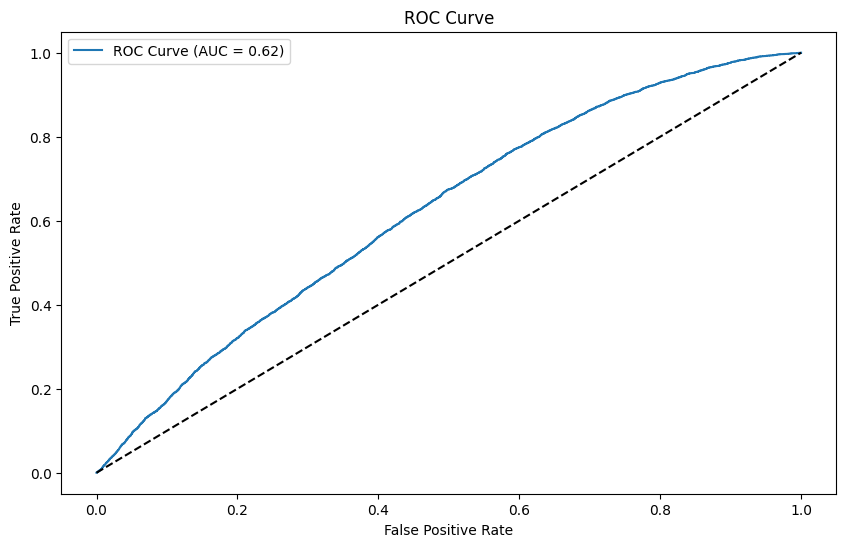 ROC Curve
ROC Curve (AUC = 0.62)
True Positive Rate
1.0
0.8
0.6
0.4
0.2
0.0
0.0 0.2 0.4 0.6 0.8 1.0
False Positive Rate